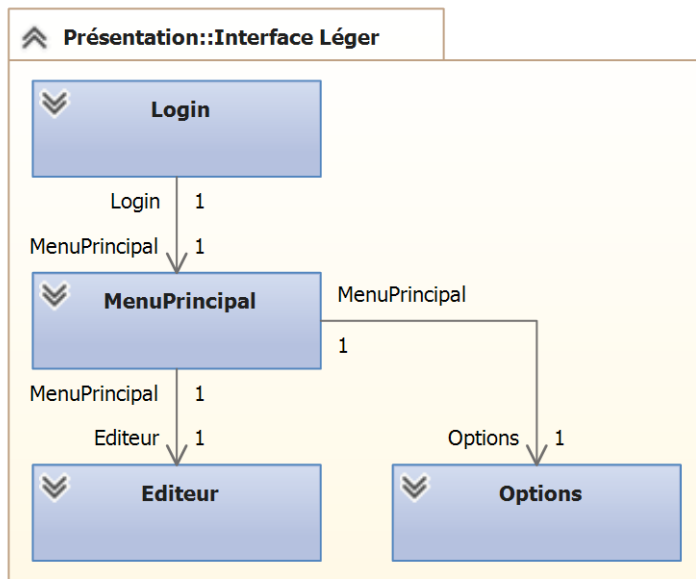 Présentation::Interface Léger
Login
Login 1
MenuPrincipal 1
MenuPrincipal
MenuPrincipal
1
MenuPrincipal 1
Editeur 1
Options 1
Editeur
Options